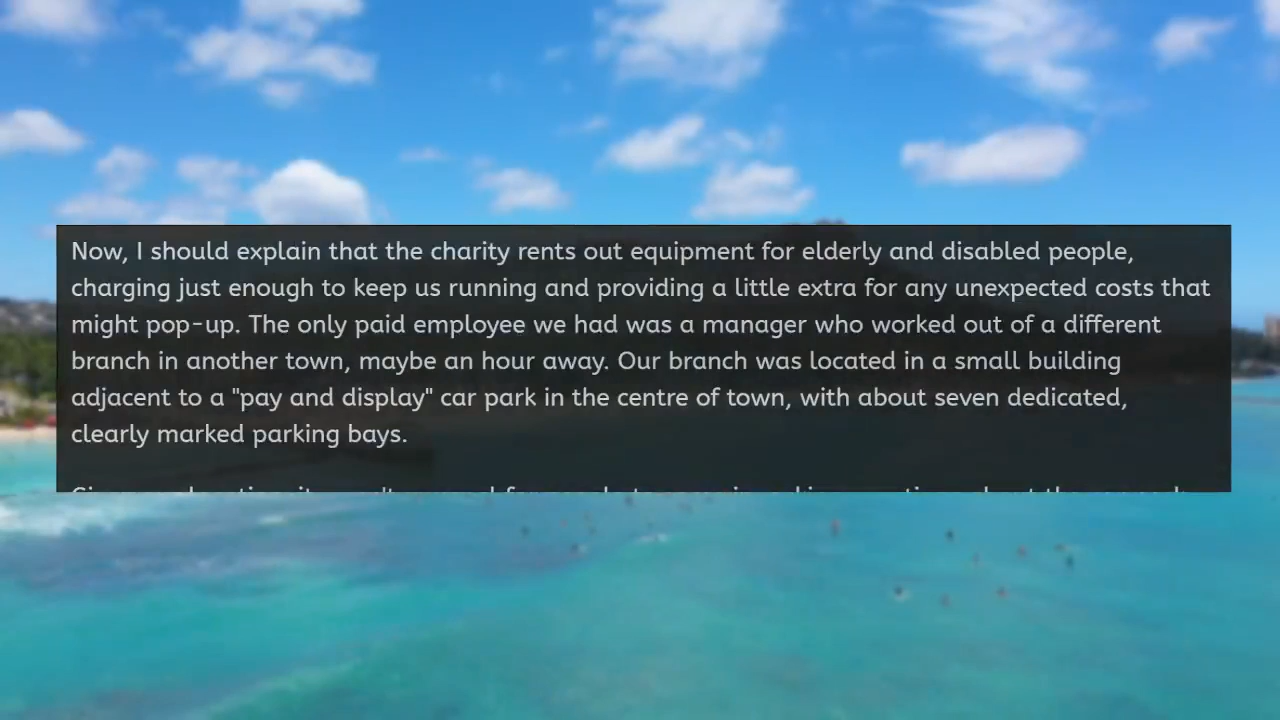 Now, I should explain that the charity rents out equipment for elderly and disabled people,
charging just enough to keep us running and providing a little extra for any unexpected costs that
might pop-up. The only paid employee we had was a manager who worked out of a different
branch in another town, maybe an hour away. Our branch was located in a small building
adjacent to a "pay and display" car park in the centre of town, with about seven dedicated,
clearly marked parking bays.